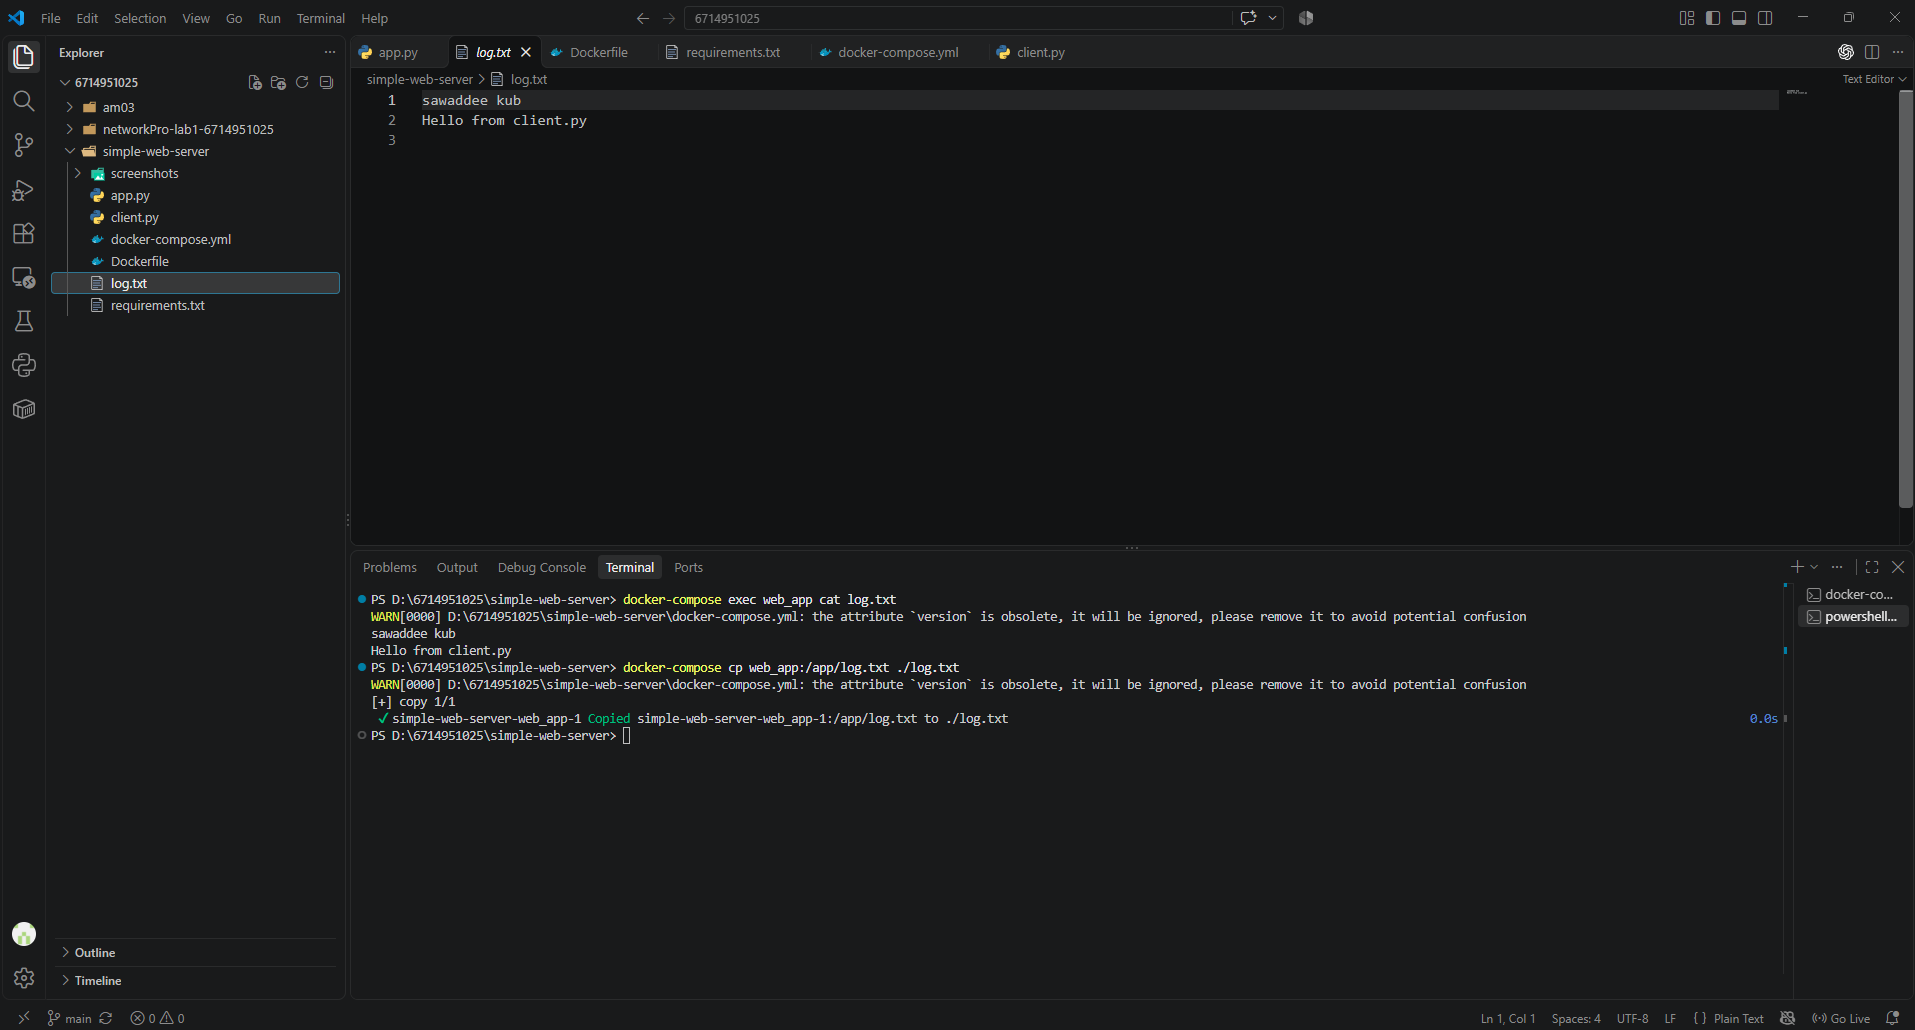 File Edit Selection View Go Run Terminal Help
6714951025
Explorer
6714951025
am03
networkPro-lab1-6714951025
simple-web-server
screenshots
app.py
client.py
docker-compose.yml
Dockerfile
log.txt
requirements.txt
Outline
Timeline
app.py log.txt Dockerfile requirements.txt docker-compose.yml client.py
simple-web-server > log.txt
Text Editor
1 sawaddee kub
2 Hello from client.py
3
Problems Output Debug Console Terminal Ports
PS D:\6714951025\simple-web-server> docker-compose exec web_app cat log.txt
WARN[0000] D:\6714951025\simple-web-server\docker-compose.yml: the attribute `version` is obsolete, it will be ignored, please remove it to avoid potential confusion
sawaddee kub
Hello from client.py
PS D:\6714951025\simple-web-server> docker-compose cp web_app:/app/log.txt ./log.txt
WARN[0000] D:\6714951025\simple-web-server\docker-compose.yml: the attribute `version` is obsolete, it will be ignored, please remove it to avoid potential confusion
[+] copy 1/1
✓ simple-web-server-web_app-1 Copied simple-web-server-web_app-1:/app/log.txt to ./log.txt 0.0s
PS D:\6714951025\simple-web-server>
docker-co...
powershell...
main 0 0 Ln 1, Col 1 Spaces: 4 UTF-8 LF {} Plain Text Go Live